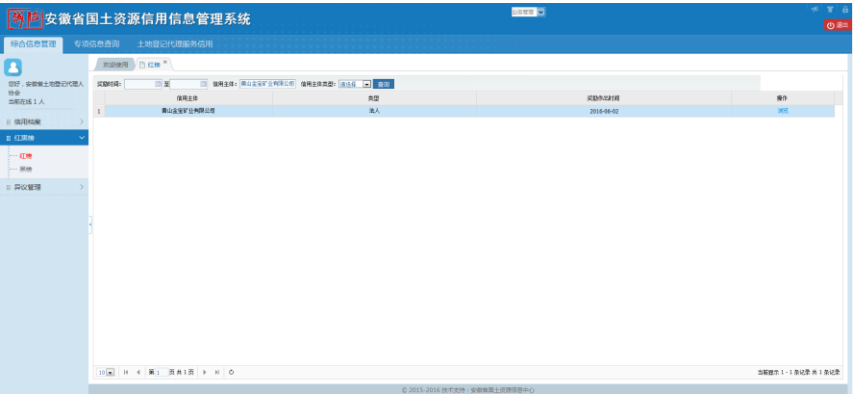 安徽省国土资源信用信息管理系统
退出
综合信息管理 专项信息查询 土地登记代理服务信用
您好，安徽省土地登记代理人协会
当前在线 1 人
欢迎使用 红榜 ×
奖励时间： 至 信用主体： 霍山金宝矿业有限公司 信用主体类型： 请选择 查询
信用主体 类型 奖励作出时间 操作
1 霍山金宝矿业有限公司 法人 2016-06-02 浏览
信用档案
红黑榜
红榜
黑榜
异议管理
10 第 1 页 共 1 页
当前显示 1 - 1 条记录 共 1 条记录
© 2015-2016 技术支持：安徽省国土资源信息中心